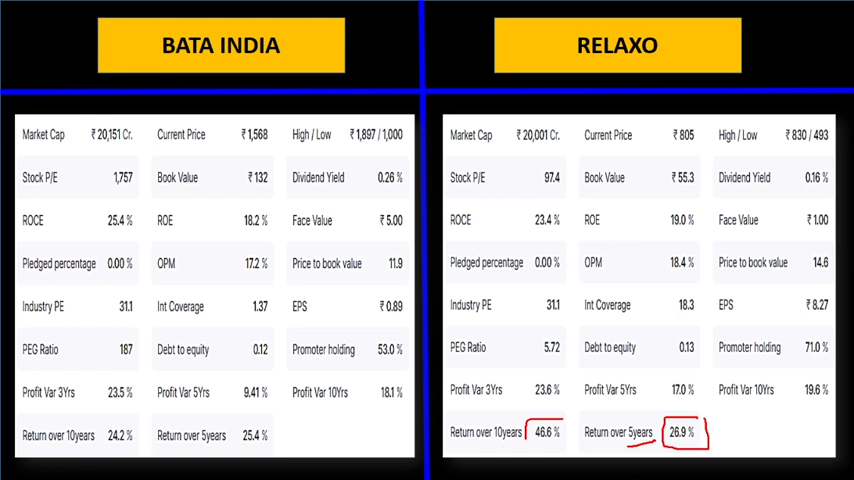 BATA INDIA
Market Cap ₹ 20,151 Cr. Current Price ₹ 1,568 High / Low ₹ 1,897 / 1,000
Stock P/E 1,757 Book Value ₹ 132 Dividend Yield 0.26 %
ROCE 25.4 % ROE 18.2 % Face Value ₹ 5.00
Pledged percentage 0.00 % OPM 17.2 % Price to book value 11.9
Industry PE 31.1 Int Coverage 1.37 EPS ₹ 0.89
PEG Ratio 187 Debt to equity 0.12 Promoter holding 53.0 %
Profit Var 3Yrs 23.5 % Profit Var 5Yrs 9.41 % Profit Var 10Yrs 18.1 %
Return over 10years 24.2 % Return over 5years 25.4 %
RELAXO
Market Cap ₹ 20,001 Cr. Current Price ₹ 805 High / Low ₹ 830 / 493
Stock P/E 97.4 Book Value ₹ 55.3 Dividend Yield 0.16 %
ROCE 23.4 % ROE 19.0 % Face Value ₹ 1.00
Pledged percentage 0.00 % OPM 18.4 % Price to book value 14.6
Industry PE 31.1 Int Coverage 18.3 EPS ₹ 8.27
PEG Ratio 5.72 Debt to equity 0.13 Promoter holding 71.0 %
Profit Var 3Yrs 23.6 % Profit Var 5Yrs 17.0 % Profit Var 10Yrs 19.6 %
Return over 10years 46.6 % Return over 5years 26.9 %